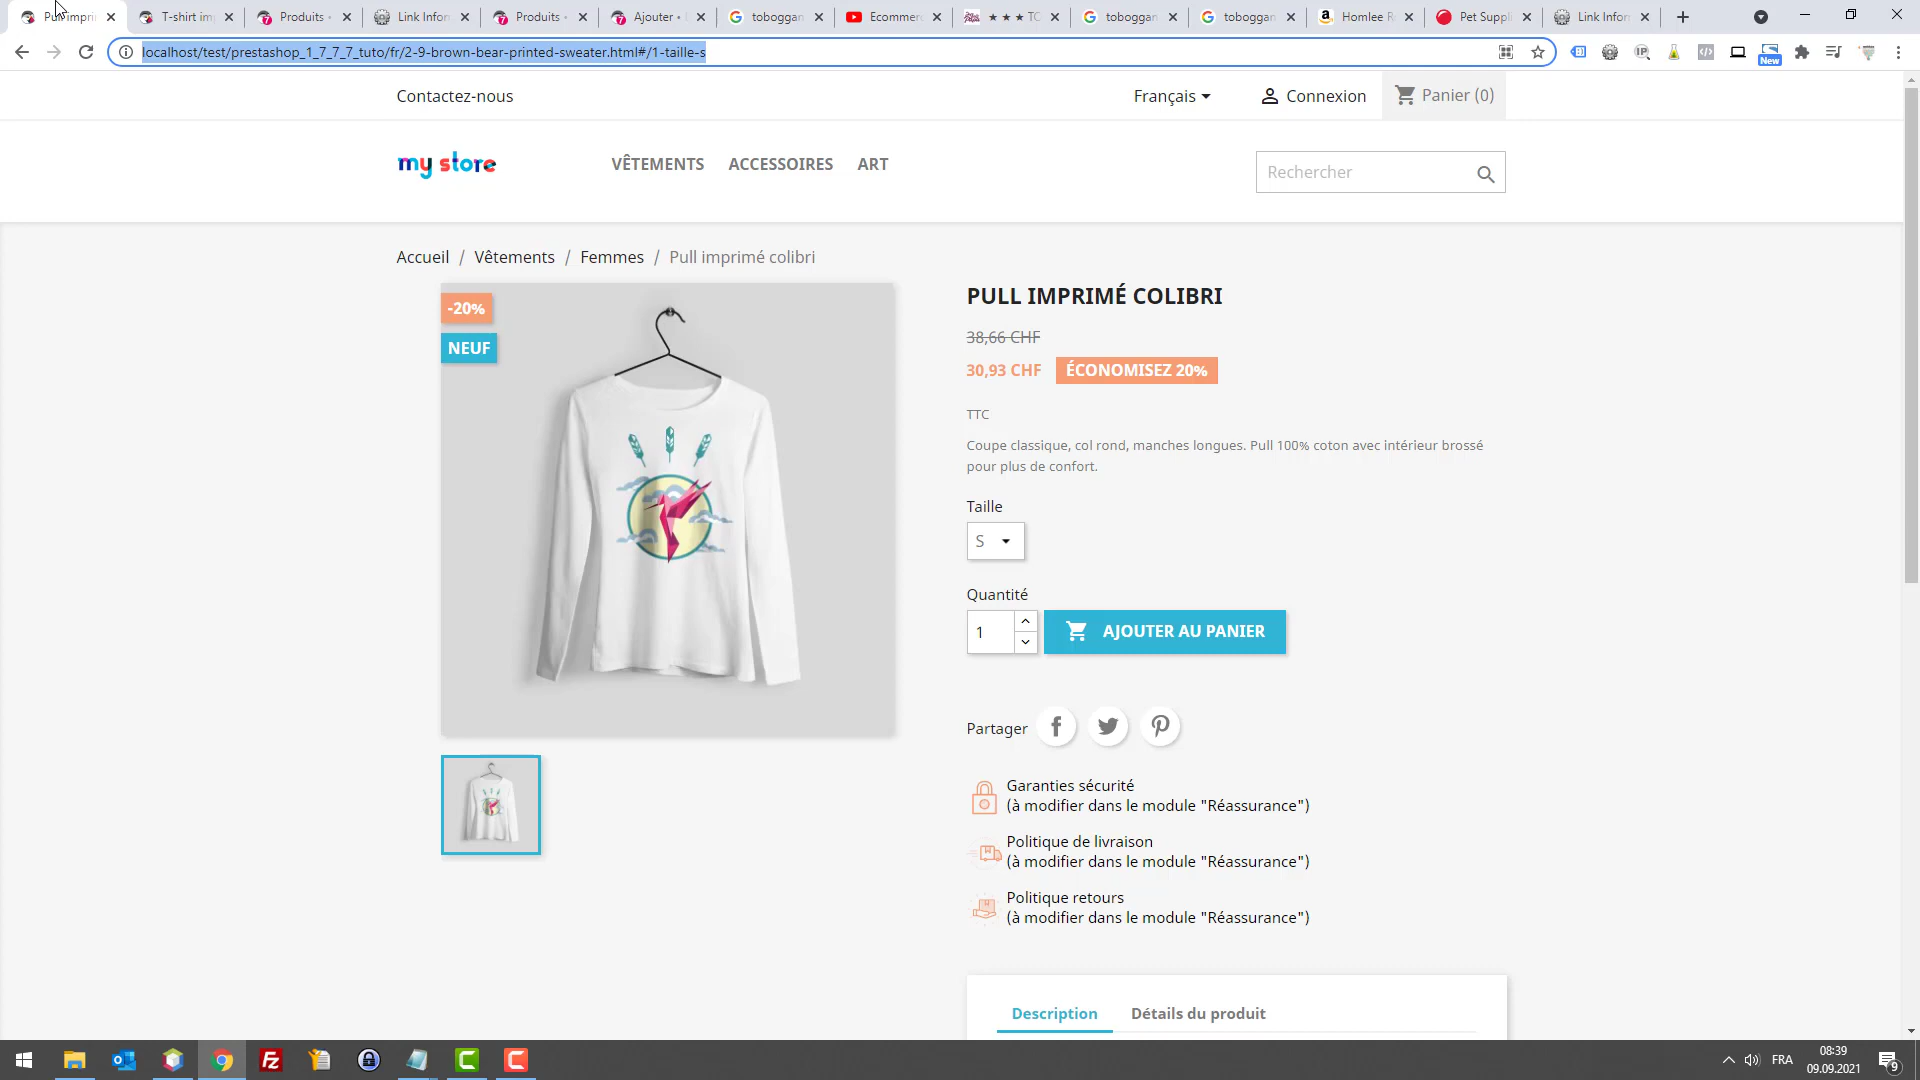 Pull impri
T-shirt im
Produits •
Link Infor
Produits •
Ajouter •
toboggan
Ecommer
★ ★ ★ TC
toboggan
toboggan
Homlee R
Pet Suppli
Link Infor
localhost/test/prestashop_1_7_7_7_tuto/fr/2-9-brown-bear-printed-sweater.html#/1-taille-s
New
Contactez-nous
Français
Connexion
Panier (0)
my store
VÊTEMENTS
ACCESSOIRES
ART
Rechercher
Accueil / Vêtements / Femmes / Pull imprimé colibri
-20%
NEUF
PULL IMPRIMÉ COLIBRI
38,66 CHF
30,93 CHF
ÉCONOMISEZ 20%
TTC
Coupe classique, col rond, manches longues. Pull 100% coton avec intérieur brossé
pour plus de confort.
Taille
S
Quantité
1
AJOUTER AU PANIER
Partager
Garanties sécurité
(à modifier dans le module "Réassurance")
Politique de livraison
(à modifier dans le module "Réassurance")
Politique retours
(à modifier dans le module "Réassurance")
Description
Détails du produit
FRA
08:39
09.09.2021
9